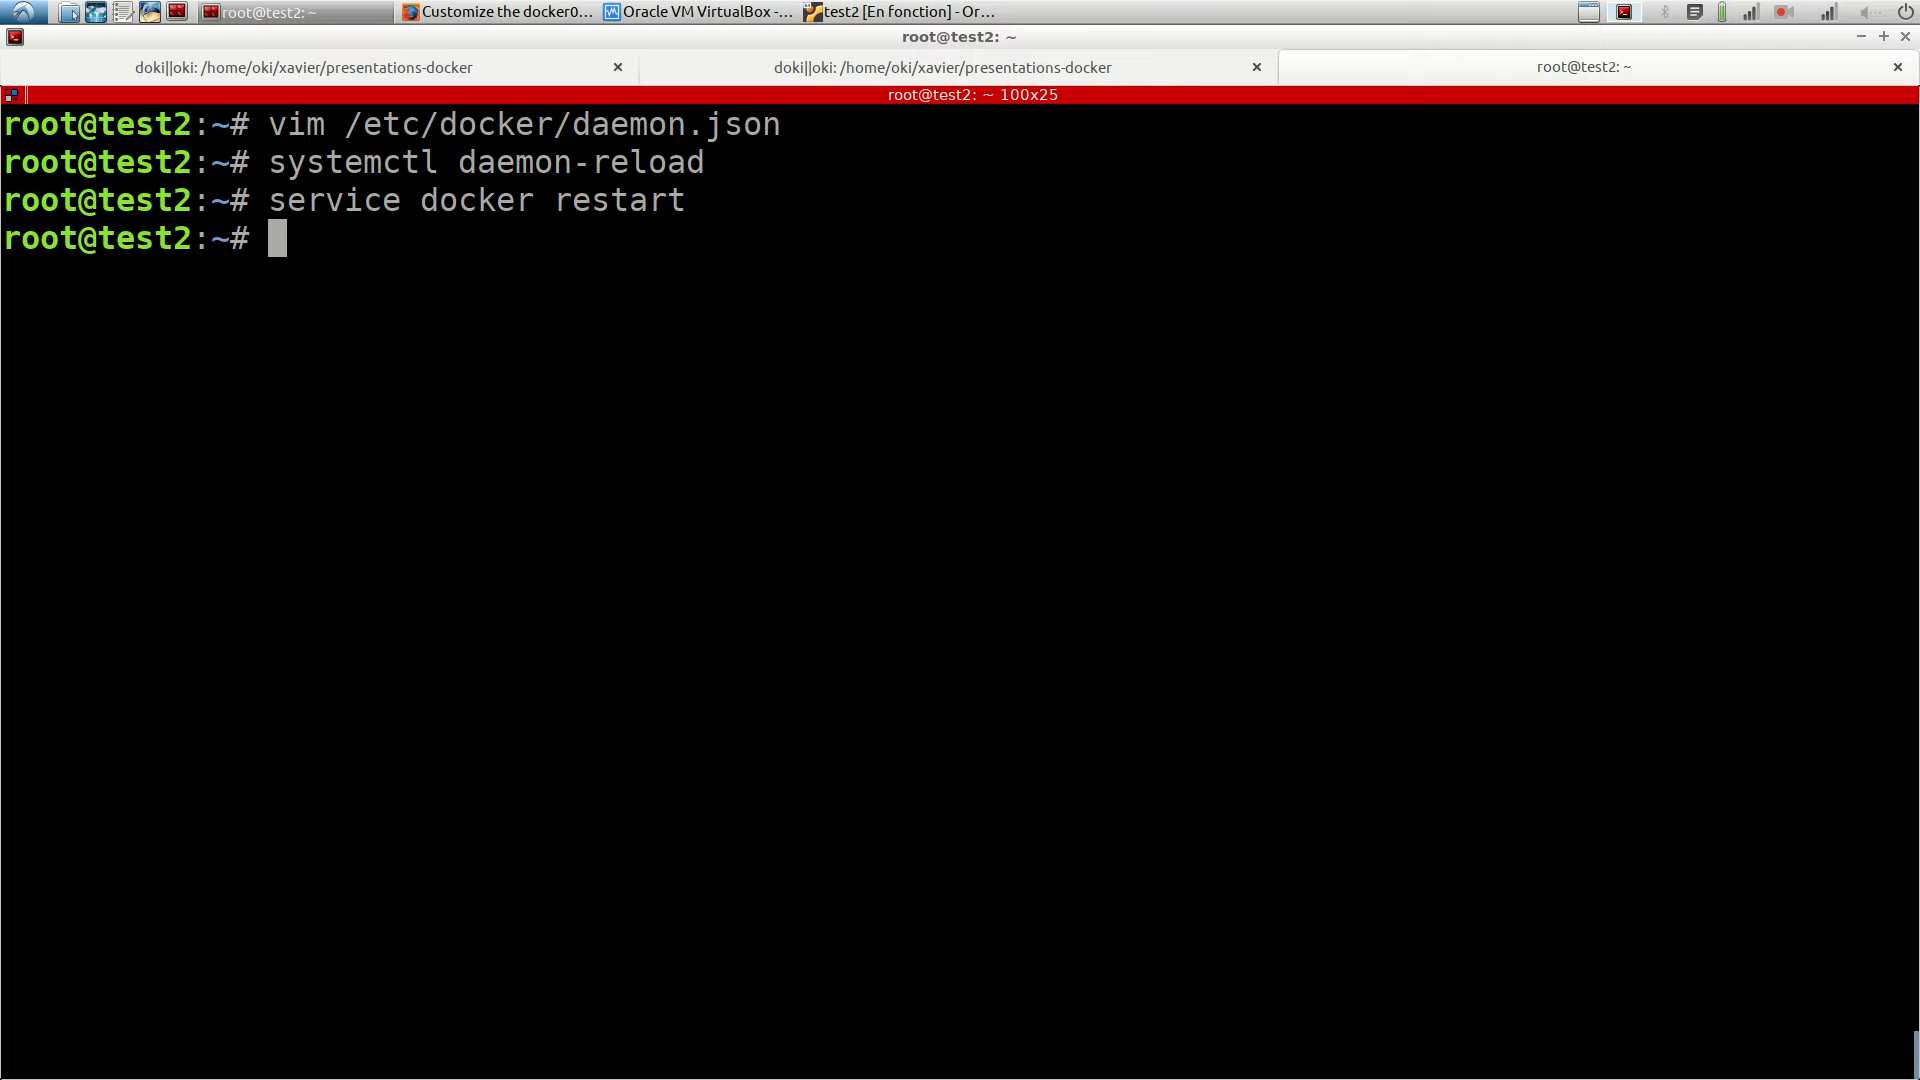 root@test2: ~
Customize the docker0...
Oracle VM VirtualBox -...
test2 [En fonction] - Or...
root@test2: ~
doki||oki: /home/oki/xavier/presentations-docker
doki||oki: /home/oki/xavier/presentations-docker
root@test2: ~
root@test2: ~ 100x25
root@test2:~# vim /etc/docker/daemon.json
root@test2:~# systemctl daemon-reload
root@test2:~# service docker restart
root@test2:~#